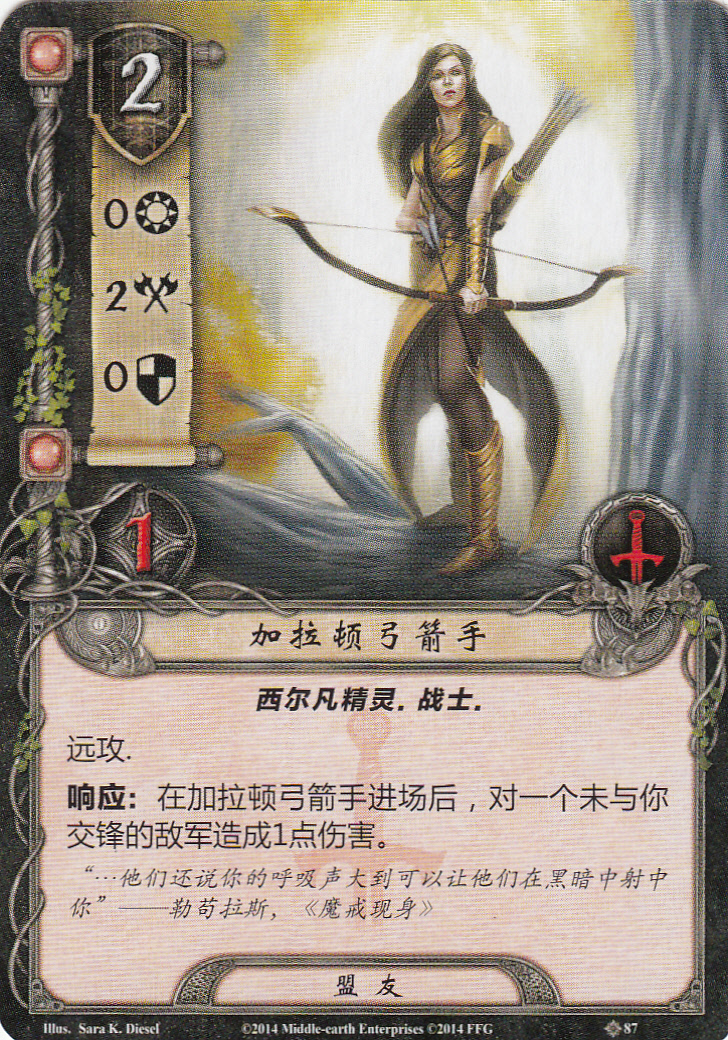 2
0
2
0
1
加拉顿弓箭手
西尔凡精灵. 战士.
远攻.
响应：在加拉顿弓箭手进场后，对一个未与你
交锋的敌军造成1点伤害。
“…他们还说你的呼吸声大到可以让他们在黑暗中射中
你”——勒苟拉斯，《魔戒现身》
盟友
Illus. Sara K. Diesel ©2014 Middle-earth Enterprises ©2014 FFG 87